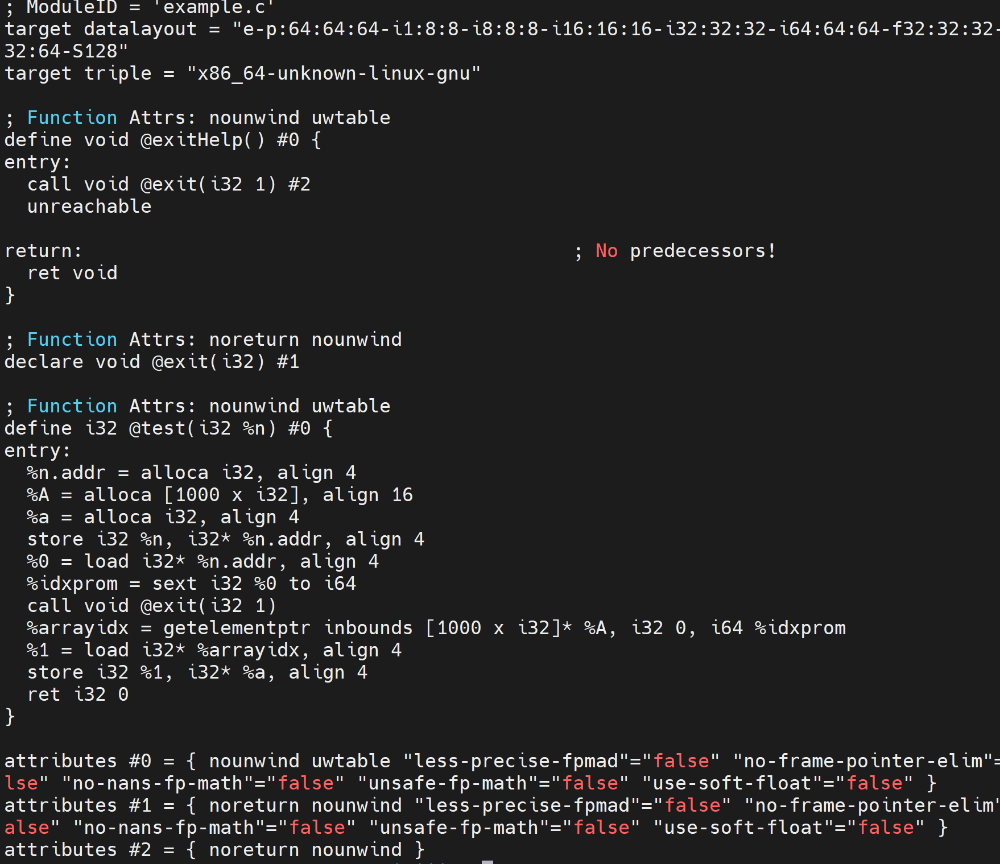 ; ModuleID = 'example.c'
target datalayout = "e-p:64:64:64-i1:8:8-i8:8:8-i16:16:16-i32:32:32-i64:64:64-f32:32:32-
32:64-S128"
target triple = "x86_64-unknown-linux-gnu"
; Function Attrs: nounwind uwtable
define void @exitHelp() #0 {
entry:
  call void @exit(i32 1) #2
  unreachable
return:                                           ; No predecessors!
  ret void
}
; Function Attrs: noreturn nounwind
declare void @exit(i32) #1
; Function Attrs: nounwind uwtable
define i32 @test(i32 %n) #0 {
entry:
  %n.addr = alloca i32, align 4
  %A = alloca [1000 x i32], align 16
  %a = alloca i32, align 4
  store i32 %n, i32* %n.addr, align 4
  %0 = load i32* %n.addr, align 4
  %idxprom = sext i32 %0 to i64
  call void @exit(i32 1)
  %arrayidx = getelementptr inbounds [1000 x i32]* %A, i32 0, i64 %idxprom
  %1 = load i32* %arrayidx, align 4
  store i32 %1, i32* %a, align 4
  ret i32 0
}
attributes #0 = { nounwind uwtable "less-precise-fpmad"="false" "no-frame-pointer-elim"=
lse" "no-nans-fp-math"="false" "unsafe-fp-math"="false" "use-soft-float"="false" }
attributes #1 = { noreturn nounwind "less-precise-fpmad"="false" "no-frame-pointer-elim"
alse" "no-nans-fp-math"="false" "unsafe-fp-math"="false" "use-soft-float"="false" }
attributes #2 = { noreturn nounwind }